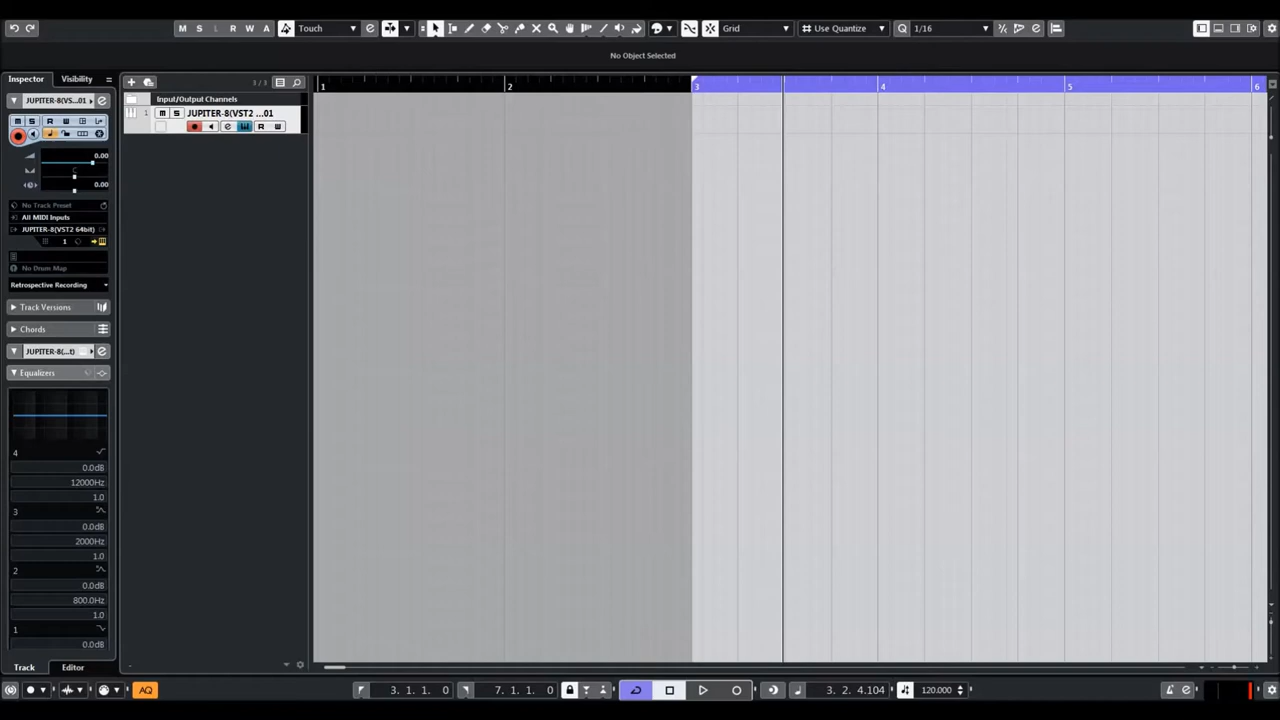 M S L R W A Touch Grid Use Quantize Q 1/16
No Object Selected
Inspector Visibility
3 / 3
1 2 3 4 5 6
JUPITER-8(VS... 01
Input/Output Channels
M S R W
1 M S JUPITER-8(VST2 ...01
e R W
0.00
C
0.00
No Track Preset
All MIDI Inputs
JUPITER-8(VST2 64bit)
1
No Drum Map
Retrospective Recording
Track Versions
Chords
JUPITER-8(...t)
Equalizers
4
0.0dB
12000Hz
1.0
3
0.0dB
2000Hz
1.0
2
0.0dB
800.0Hz
1.0
1
0.0dB
Track Editor
AQ 3. 1. 1. 0 7. 1. 1. 0 3. 2. 4.104 120.000